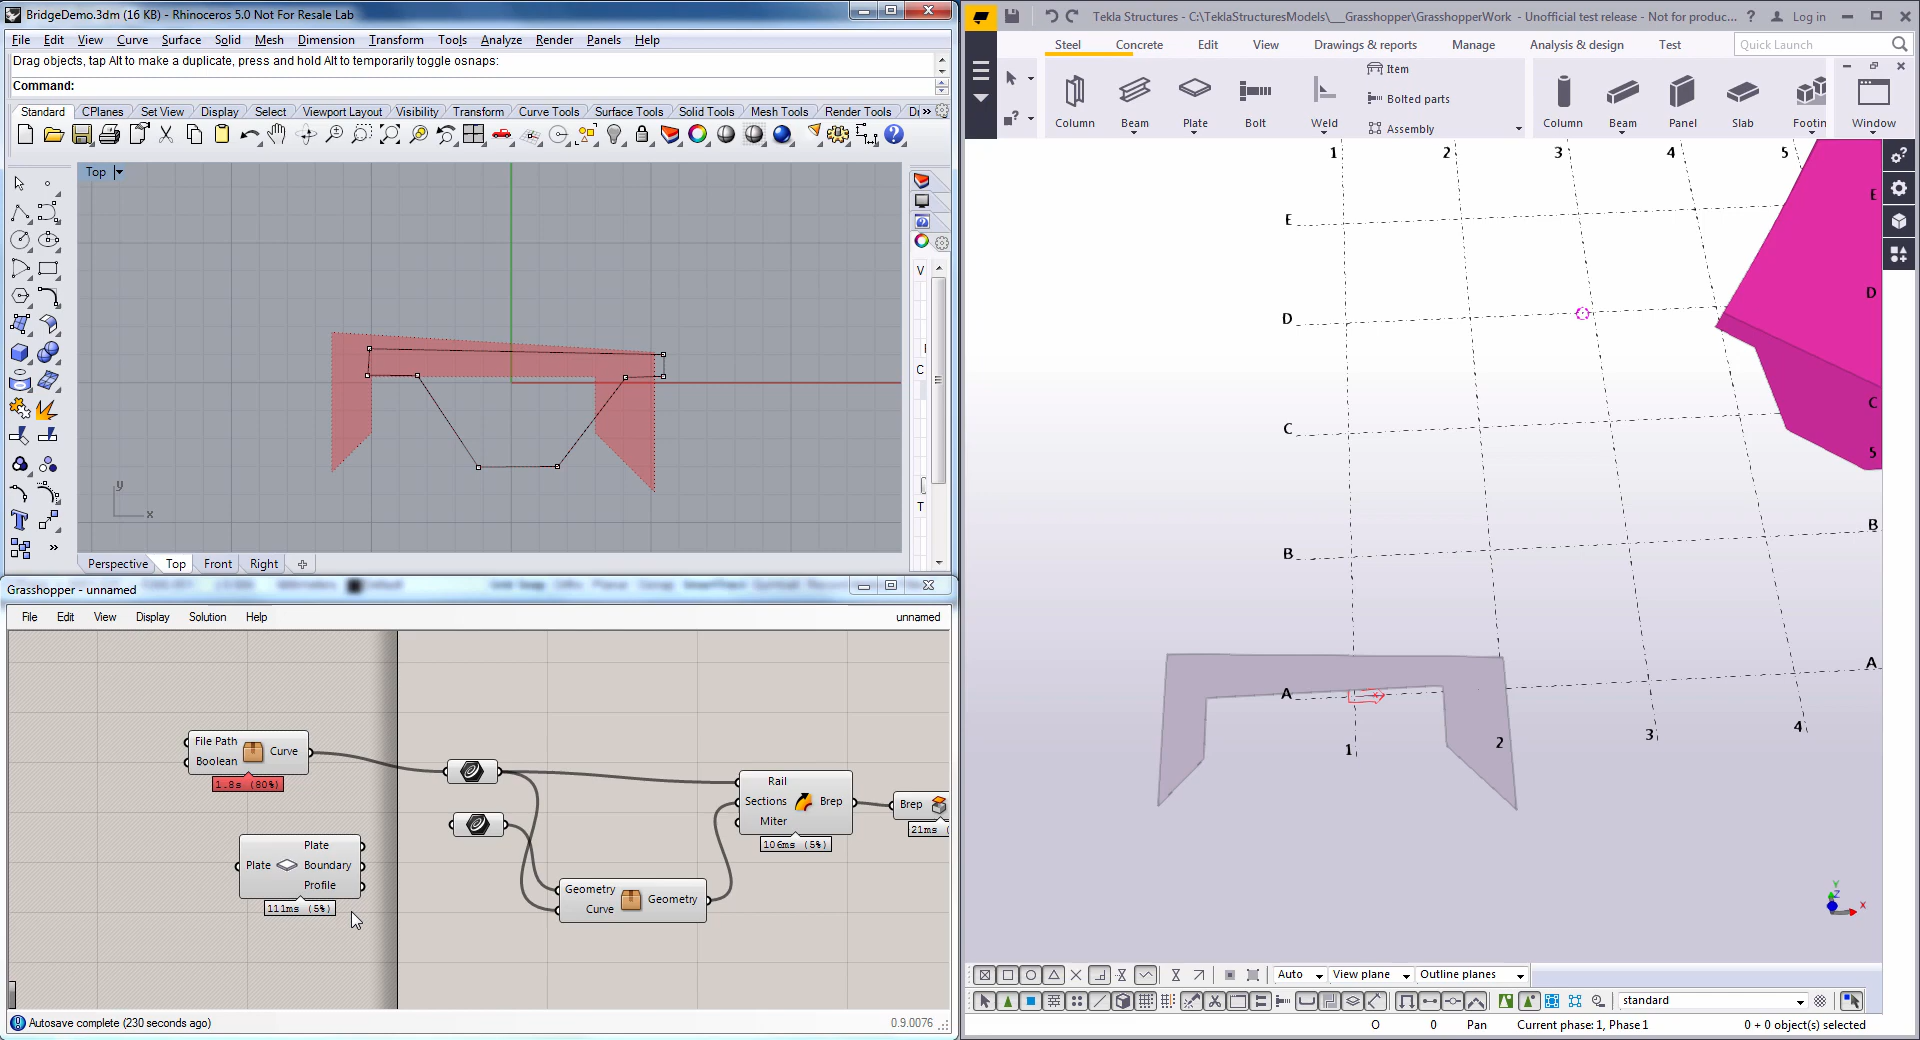 BridgeDemo.3dm (16 KB) - Rhinoceros 5.0 Not For Resale Lab
File Edit View Curve Surface Solid Mesh Dimension Transform Tools Analyze Render Panels Help
Drag objects, tap Alt to make a duplicate, press and hold Alt to temporarily toggle osnaps:
Command:
Standard CPlanes Set View Display Select Viewport Layout Visibility Transform Curve Tools Surface Tools Solid Tools Mesh Tools Render Tools
Top
V
C
T
y
x
Perspective Top Front Right
Grasshopper - unnamed
File Edit View Display Solution Help unnamed
File Path
Boolean
Curve
1.8s (80%)
Plate
Plate
Boundary
Profile
111ms (5%)
Geometry
Curve
Geometry
Rail
Sections
Miter
Brep
106ms (5%)
Brep
21ms (
Autosave complete (230 seconds ago)
0.9.0076
Tekla Structures - C:\TeklaStructuresModels\__Grasshopper\GrasshopperWork - Unofficial test release - Not for produc... ? Log in
Steel Concrete Edit View Drawings & reports Manage Analysis & design Test Quick Launch
Column Beam Plate Bolt Weld
Item
Bolted parts
Assembly
Column Beam Panel Slab Footin Window
1 2 3 4 5
E E
D D
C C
5
B B
A A
1 2 3 4
Y
Z
X
Auto View plane Outline planes
standard
O 0 Pan Current phase: 1, Phase 1 0 + 0 object(s) selected